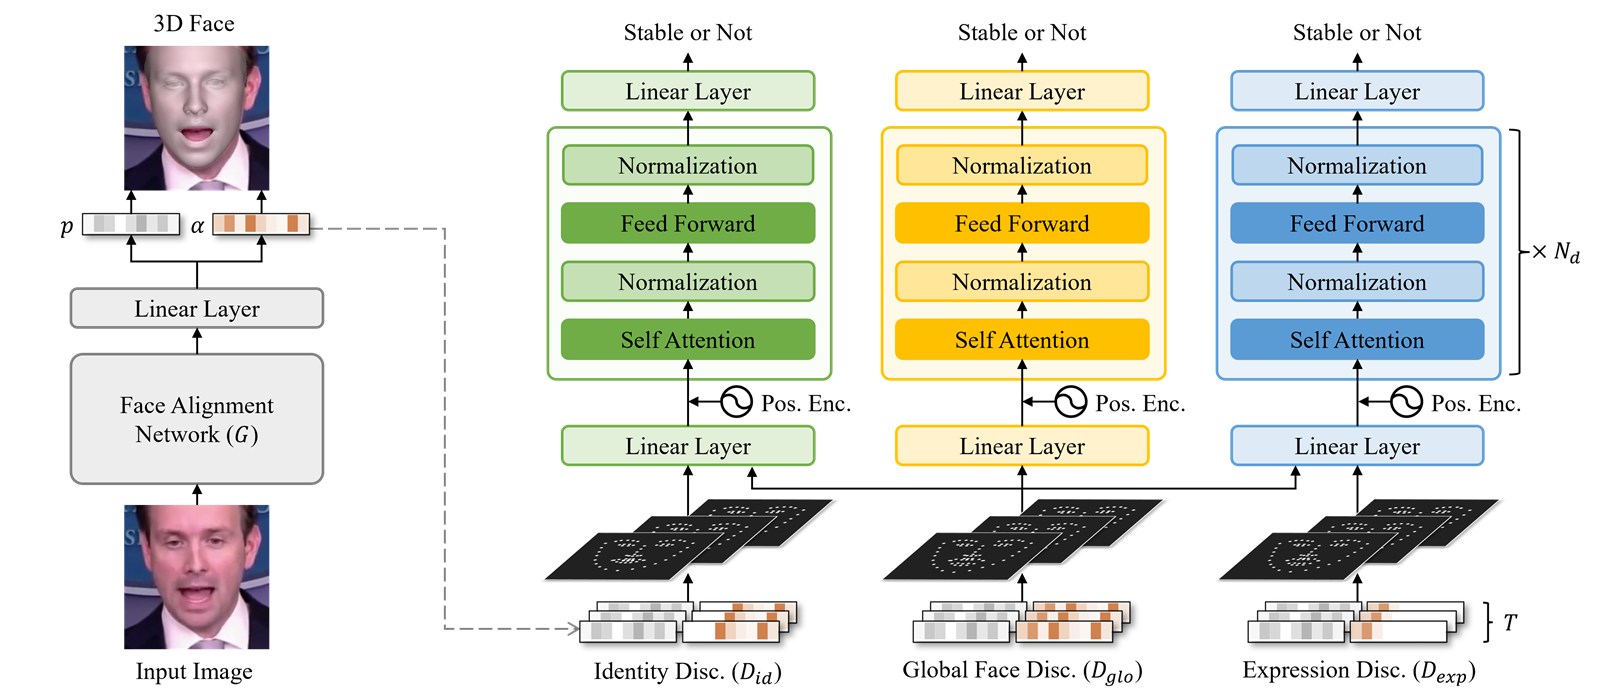 3D Face
p
α
Linear Layer
Face Alignment
Network (G)
Input Image
Stable or Not
Linear Layer
Normalization
Feed Forward
Normalization
Self Attention
Pos. Enc.
Linear Layer
Identity Disc. (D_id)
Stable or Not
Linear Layer
Normalization
Feed Forward
Normalization
Self Attention
Pos. Enc.
Linear Layer
Global Face Disc. (D_glo)
Stable or Not
Linear Layer
Normalization
Feed Forward
Normalization
Self Attention
× N_d
Pos. Enc.
Linear Layer
T
Expression Disc. (D_exp)